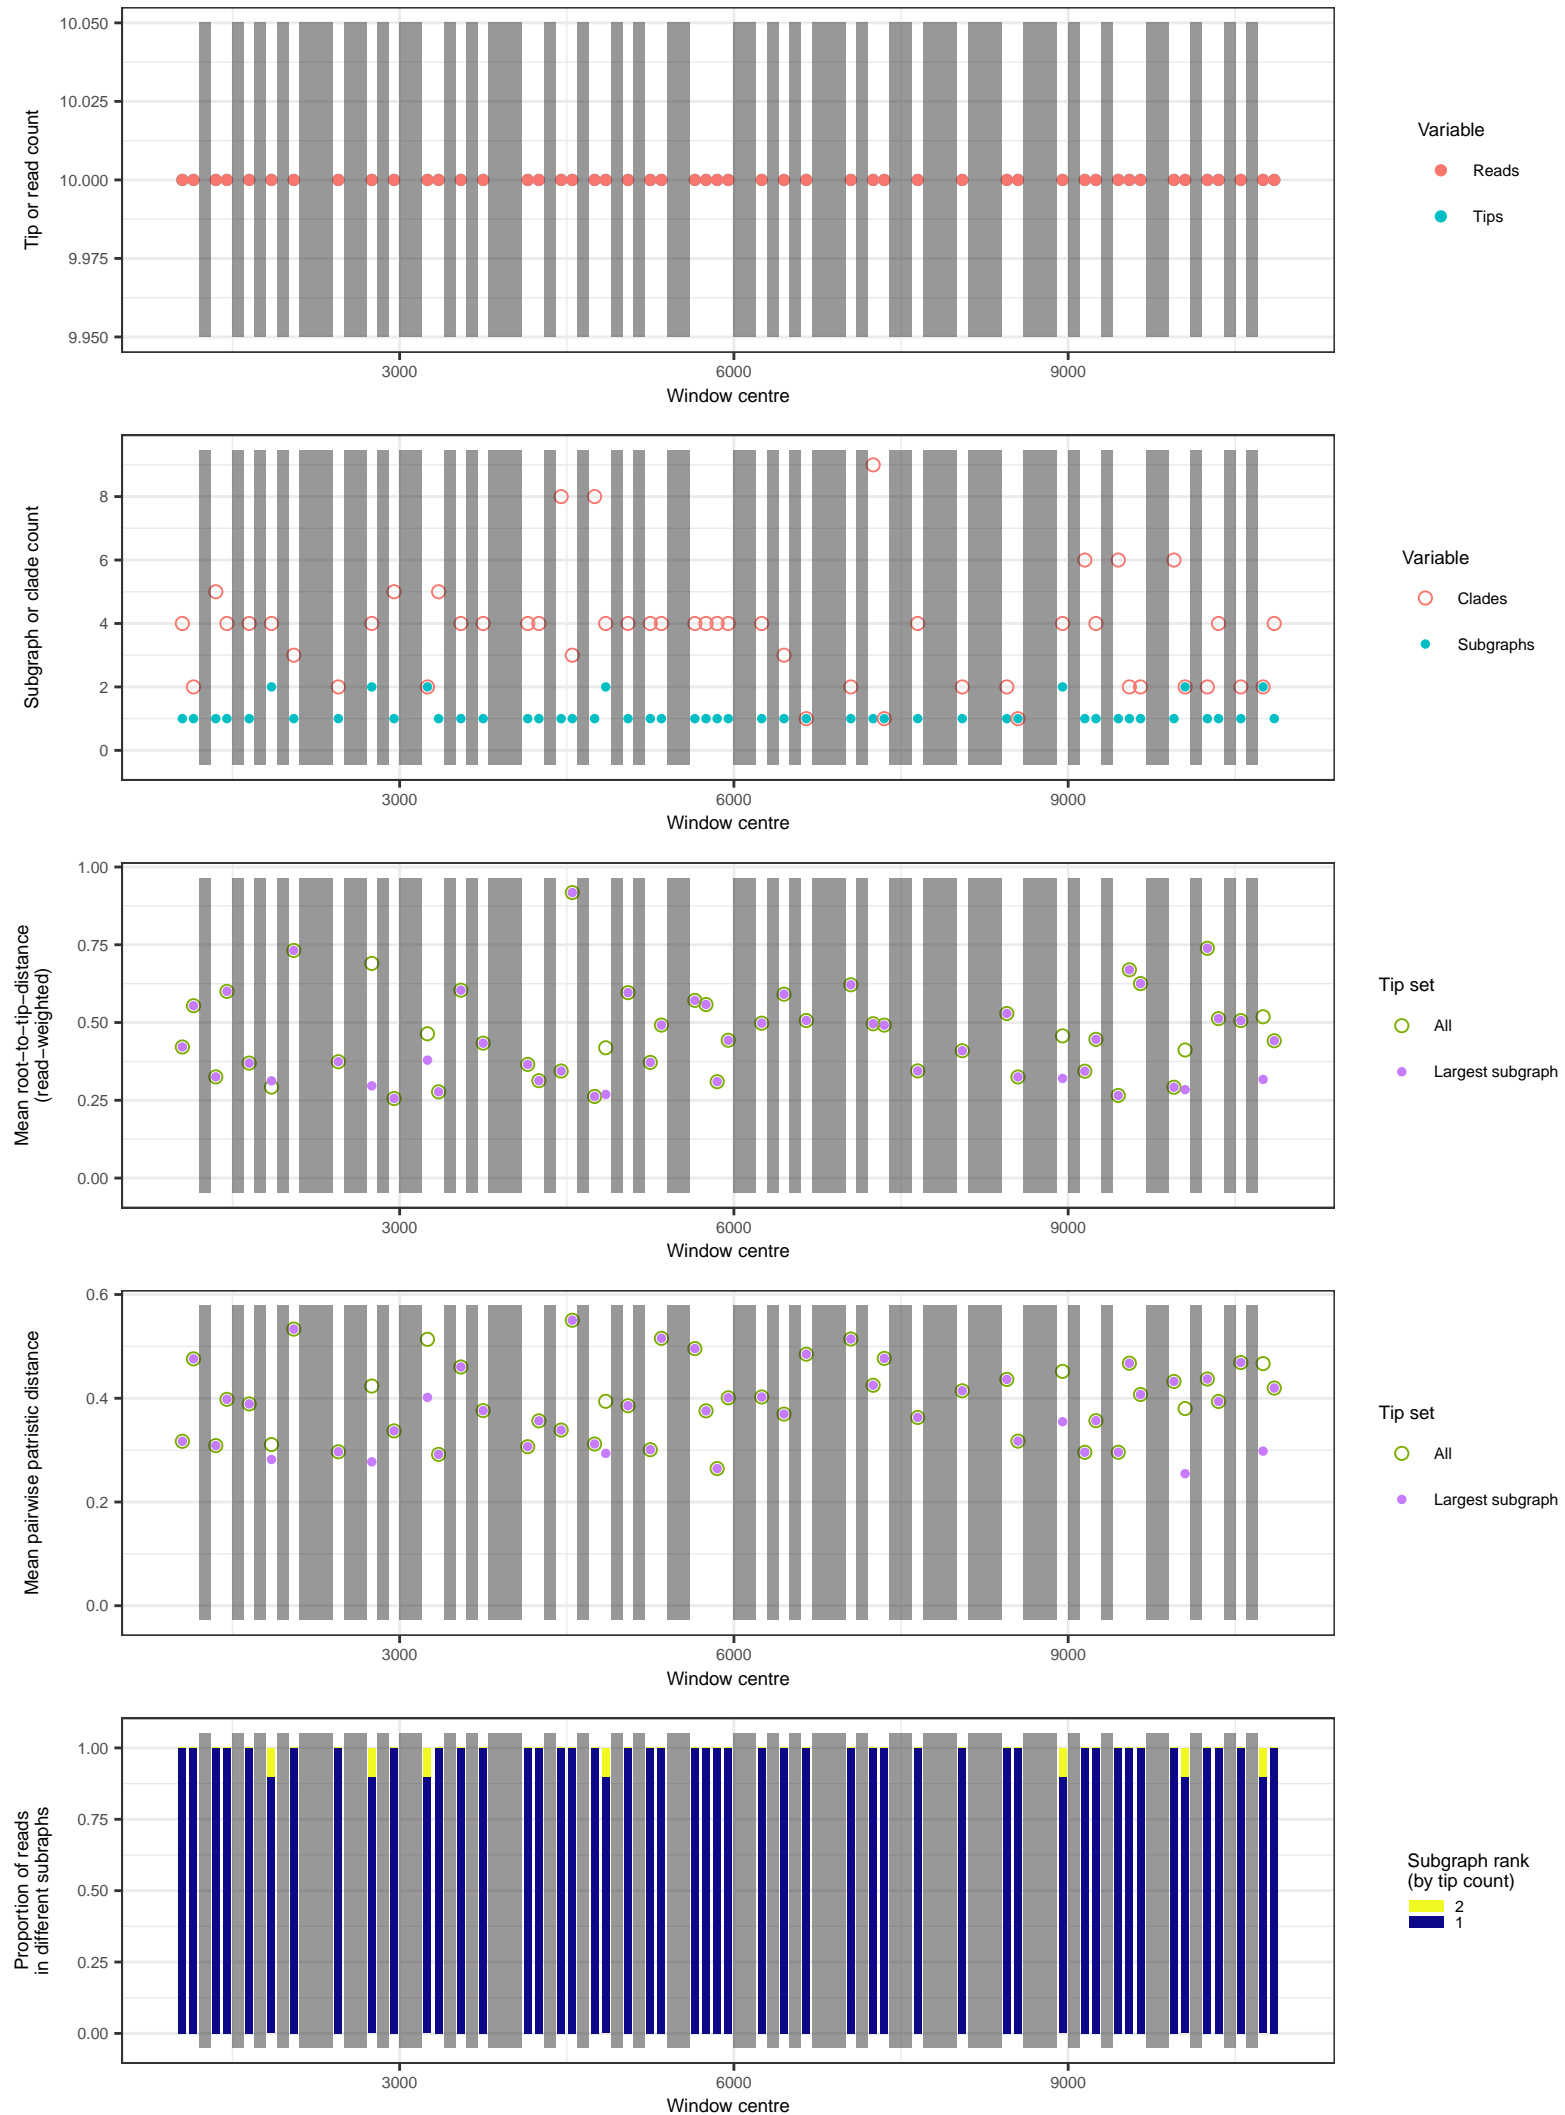 10.050
10.025
10.000
9.975
9.950
Tip or read count
3000
6000
9000
Window centre
Variable
Reads
Tips
8
6
4
2
0
Subgraph or clade count
3000
6000
9000
Window centre
Variable
Clades
Subgraphs
1.00
0.75
0.50
0.25
0.00
Mean root−to−tip−distance
(read−weighted)
3000
6000
9000
Window centre
Tip set
All
Largest subgraph
0.6
0.4
0.2
0.0
Mean pairwise patristic distance
3000
6000
9000
Window centre
Tip set
All
Largest subgraph
1.00
0.75
0.50
0.25
0.00
Proportion of reads
in different subraphs
3000
6000
9000
Window centre
Subgraph rank
(by tip count)
2
1